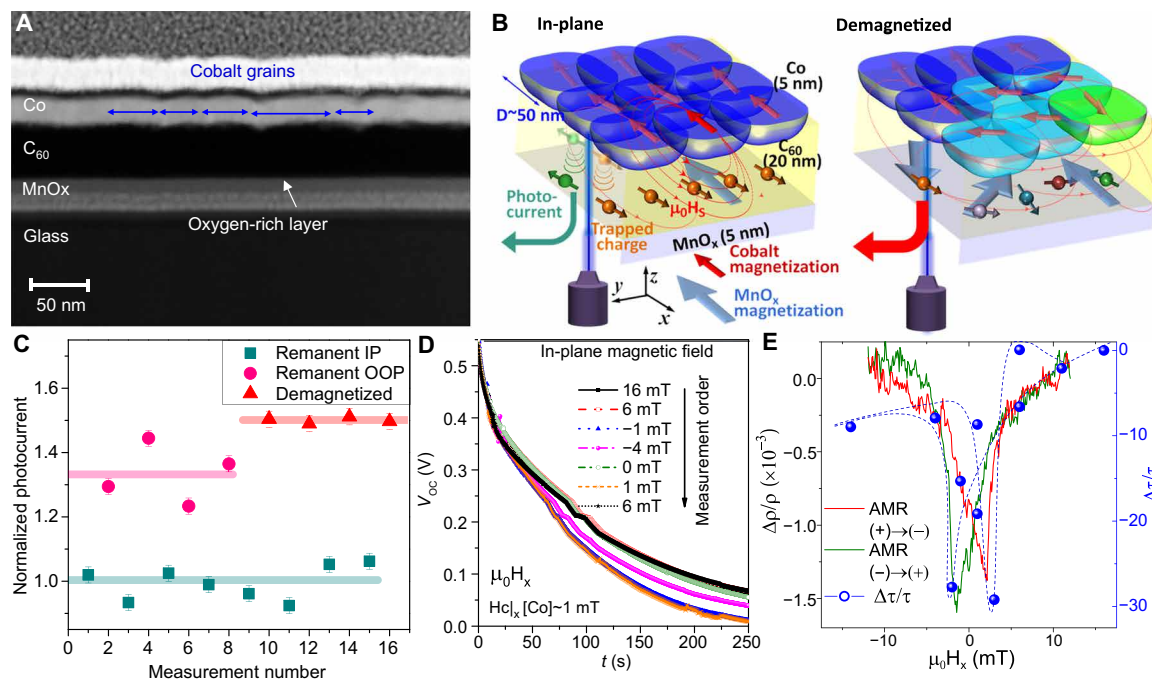 A
Cobalt grains
Co
C60
MnOx
Oxygen-rich layer
Glass
50 nm
B
In-plane
Demagnetized
Co
(5 nm)
D~50 nm
C60
(20 nm)
Photo-
current
μ0HS
Trapped
charge
MnOx (5 nm)
Cobalt
magnetization
MnOx
magnetization
z
y
x
C
Remanent IP
Remanent OOP
Demagnetized
1.6
1.4
1.2
1.0
Normalized photocurrent
0 2 4 6 8 10 12 14 16
Measurement number
D
In-plane magnetic field
16 mT
6 mT
−1 mT
−4 mT
0 mT
1 mT
6 mT
Measurement order
0.5
0.4
0.3
0.2
0.1
0.0
VOC (V)
μ0Hx
Hc|x [Co]~1 mT
0 50 100 150 200 250
t (s)
E
0.0
−0.5
−1.0
−1.5
Δρ/ρ (×10−3)
AMR
(+)→(−)
AMR
(−)→(+)
Δτ/τ
0
−10
−20
−30
Δτ/τ
−10 0 10
μ0Hx (mT)